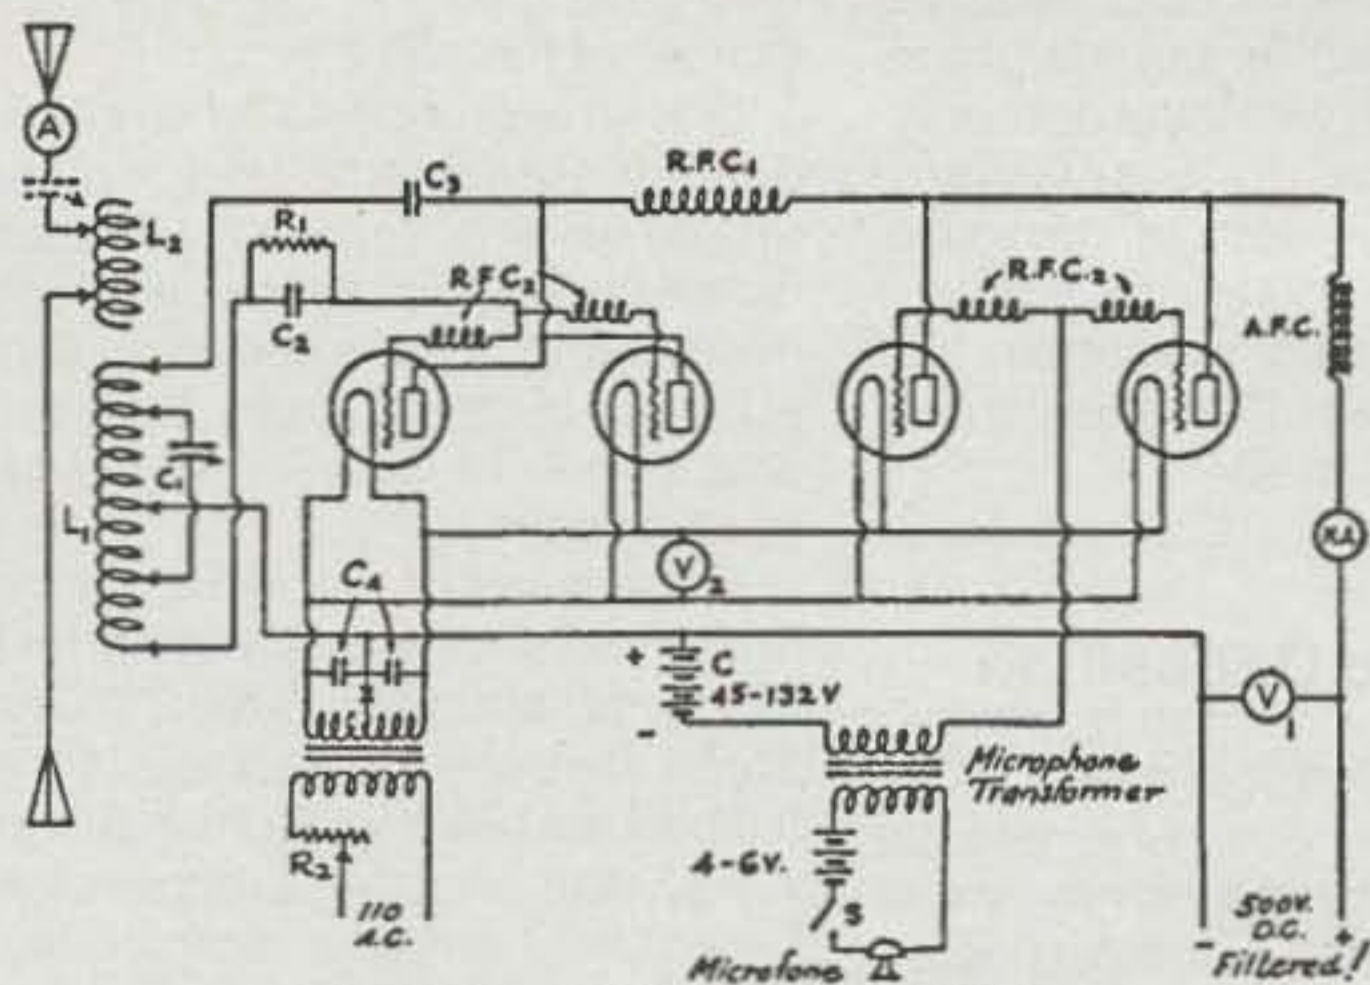 A
L2
C3
R.F.C.1
R1
R.F.C2
R.F.C.2
C2
A.F.C.
C1
L1
V2
C4
+ C
45-132V
-
V1
Microphone
Transformer
R2
4-6V.
S
110
A.C.
500V.
D.C.
- +
Filtered!
Microfone